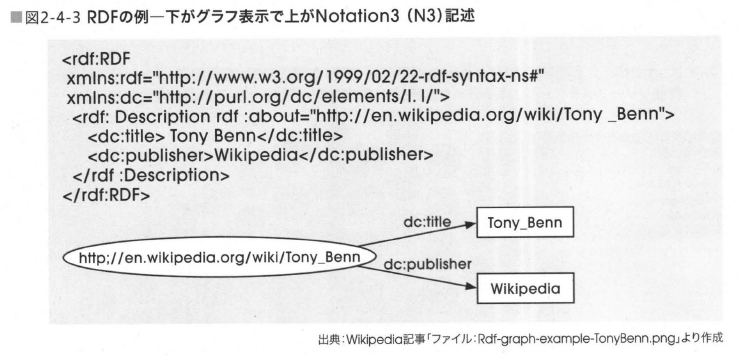 ■図2-4-3 RDFの例―下がグラフ表示で上がNotation3（N3）記述
<rdf:RDF
xmlns:rdf="http://www.w3.org/1999/02/22-rdf-syntax-ns#"
xmlns:dc="http://purl.org/dc/elements/l. l/">
<rdf: Description rdf :about="http://en.wikipedia.org/wiki/Tony _Benn">
<dc:title> Tony Benn</dc:title>
<dc:publisher>Wikipedia</dc:publisher>
</rdf :Description>
</rdf:RDF>
dc:title
Tony_Benn
http;//en.wikipedia.org/wiki/Tony_Benn
dc:publisher
Wikipedia
出典：Wikipedia記事「ファイル：Rdf-graph-example-TonyBenn.png」より作成